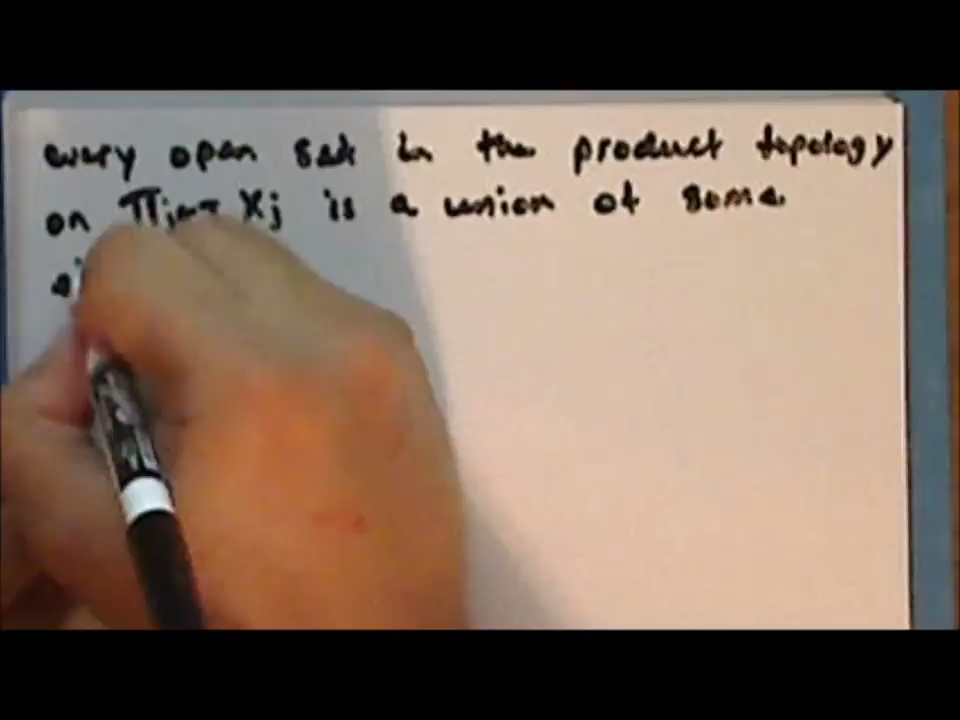 every open set in the product topology
on Πj∈I Xj is a union of some